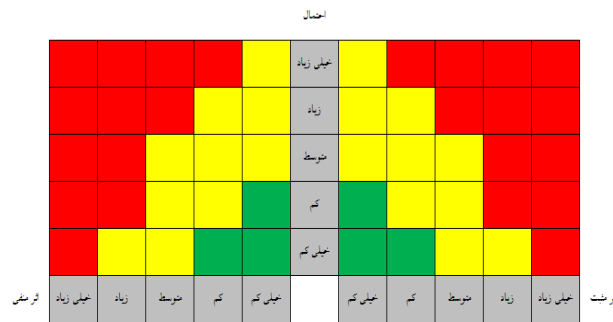 احتمال
خیلی زیاد
زیاد
متوسط
کم
خیلی کم
ر مثبت
خیلی زیاد
زیاد
متوسط
کم
خیلی کم
خیلی کم
کم
متوسط
زیاد
خیلی زیاد
اثر منفی